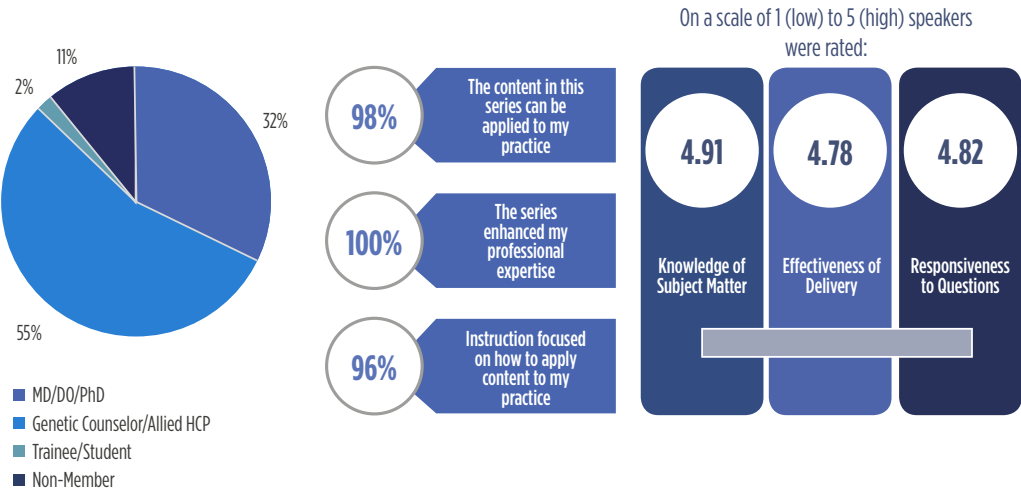 11%
2%
32%
55%
MD/DO/PhD
Genetic Counselor/Allied HCP
Trainee/Student
Non-Member
98%
The content in this
series can be
applied to my
practice
100%
The series
enhanced my
professional
expertise
96%
Instruction focused
on how to apply
content to my
practice
On a scale of 1 (low) to 5 (high) speakers
were rated:
4.91
Knowledge of
Subject Matter
4.78
Effectiveness of
Delivery
4.82
Responsiveness
to Questions